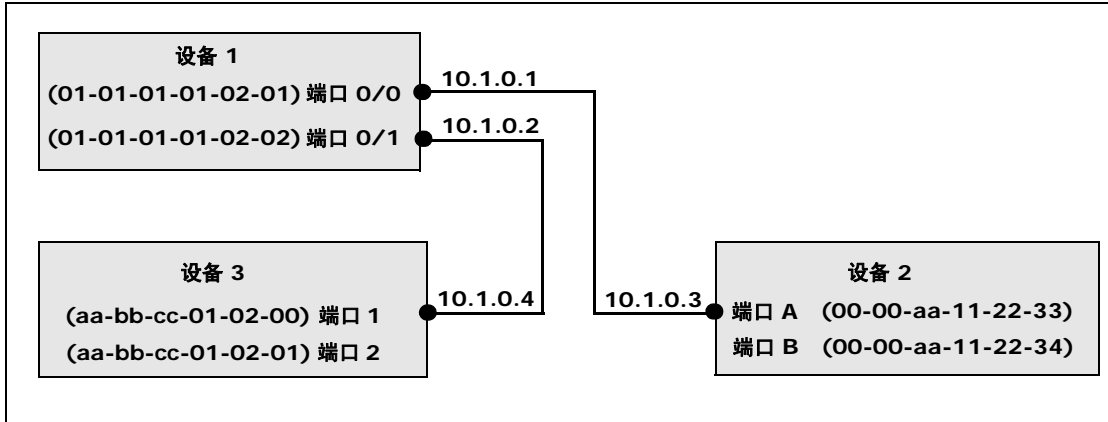 设备 1
(01-01-01-01-02-01) 端口 0/0
10.1.0.1
(01-01-01-01-02-02) 端口 0/1
10.1.0.2
设备 3
(aa-bb-cc-01-02-00) 端口 1
10.1.0.4
(aa-bb-cc-01-02-01) 端口 2
设备 2
10.1.0.3
端口 A (00-00-aa-11-22-33)
端口 B (00-00-aa-11-22-34)